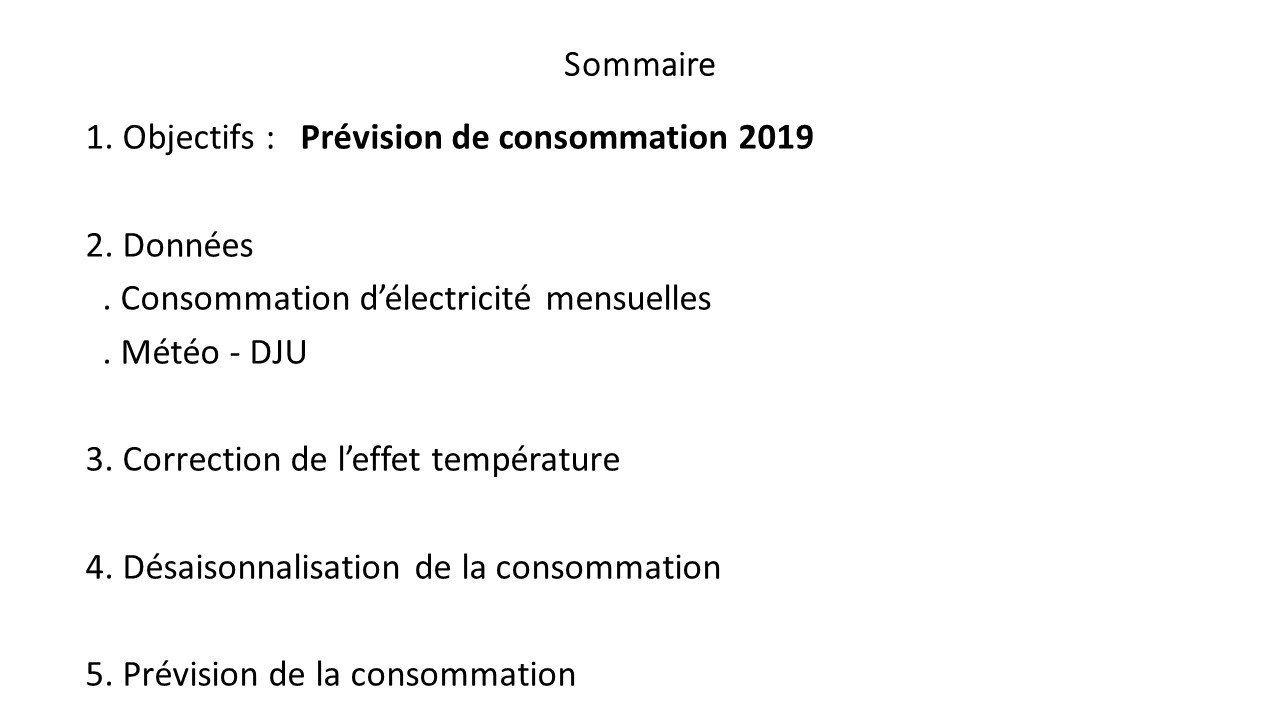 Sommaire
1. Objectifs : Prévision de consommation 2019
2. Données
. Consommation d’électricité mensuelles
. Météo - DJU
3. Correction de l’effet température
4. Désaisonnalisation de la consommation
5. Prévision de la consommation